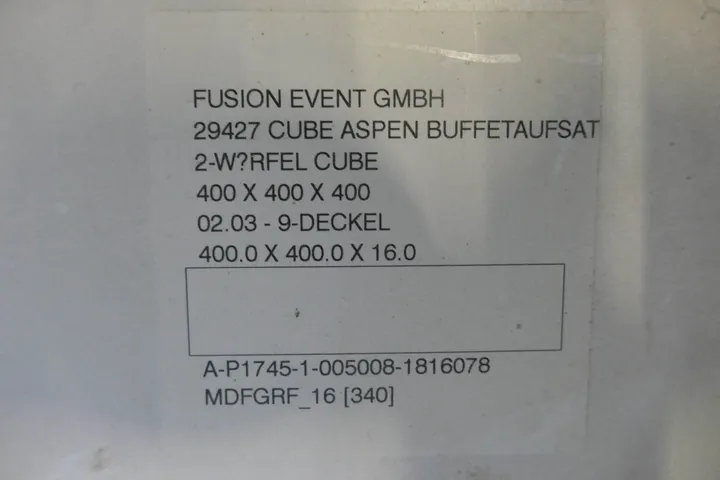 FUSION EVENT GMBH
29427 CUBE ASPEN BUFFETAUFSAT
2-W?RFEL CUBE
400 X 400 X 400
02.03 - 9-DECKEL
400.0 X 400.0 X 16.0
A-P1745-1-005008-1816078
MDFGRF_16 [340]